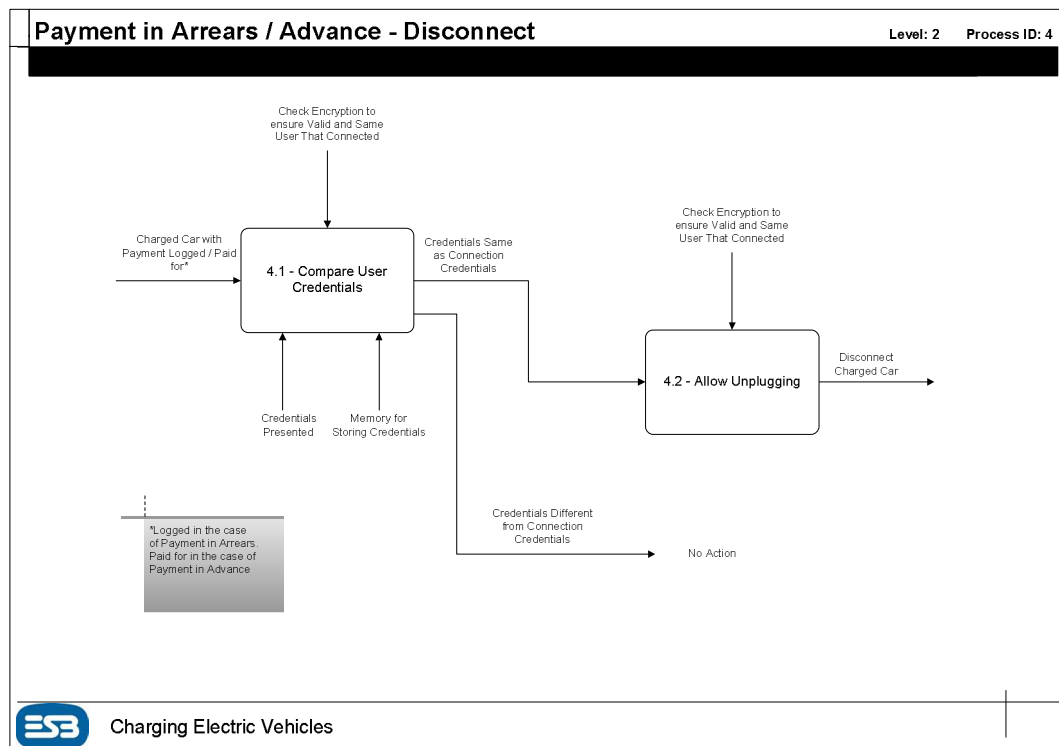 Payment in Arrears / Advance - Disconnect
Level: 2 Process ID: 4
Check Encryption to
ensure Valid and Same
User That Connected
Charged Car with
Payment Logged / Paid
for*
4.1 - Compare User
Credentials
Credentials Same
as Connection
Credentials
Check Encryption to
ensure Valid and Same
User That Connected
4.2 - Allow Unplugging
Disconnect
Charged Car
Credentials
Presented
Memory for
Storing Credentials
Credentials Different
from Connection
Credentials
No Action
*Logged in the case
of Payment in Arrears.
Paid for in the case of
Payment in Advance
ESB
Charging Electric Vehicles